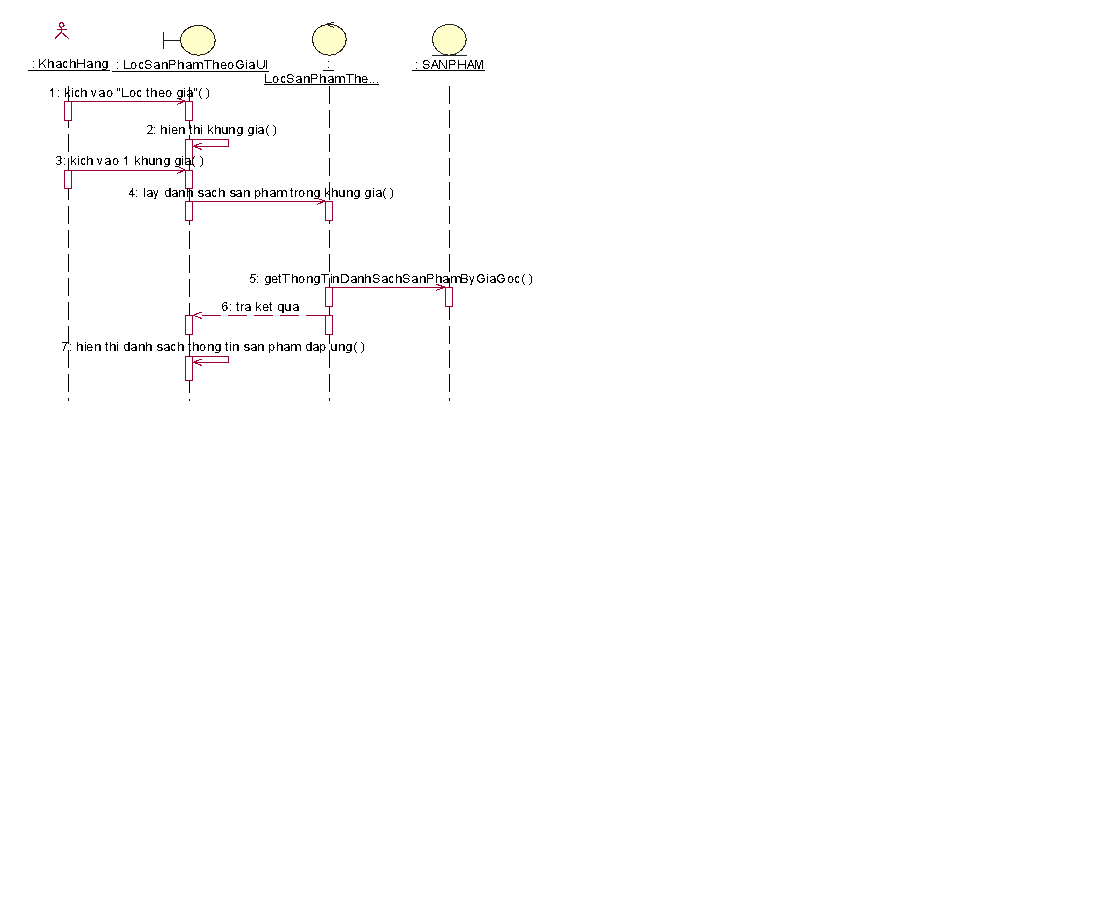 : KhachHang
: LocSanPhamTheoGiaUI
:
LocSanPhamThe...
: SANPHAM
1: kich vao "Loc theo gia"( )
2: hien thi khung gia( )
3: kich vao 1 khung gia( )
4: lay danh sach san pham trong khung gia( )
5: getThongTinDanhSachSanPhamByGiaGoc( )
6: tra ket qua
7: hien thi danh sach thong tin san pham dap ung( )